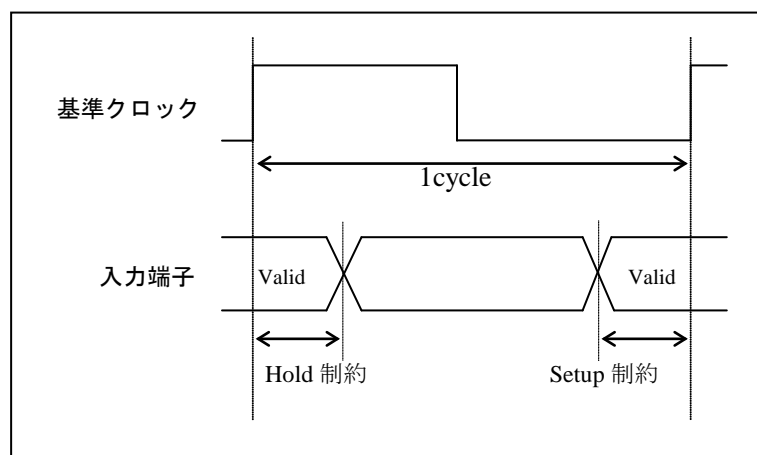 基準クロック
1cycle
入力端子
Valid
Valid
Hold 制約
Setup 制約